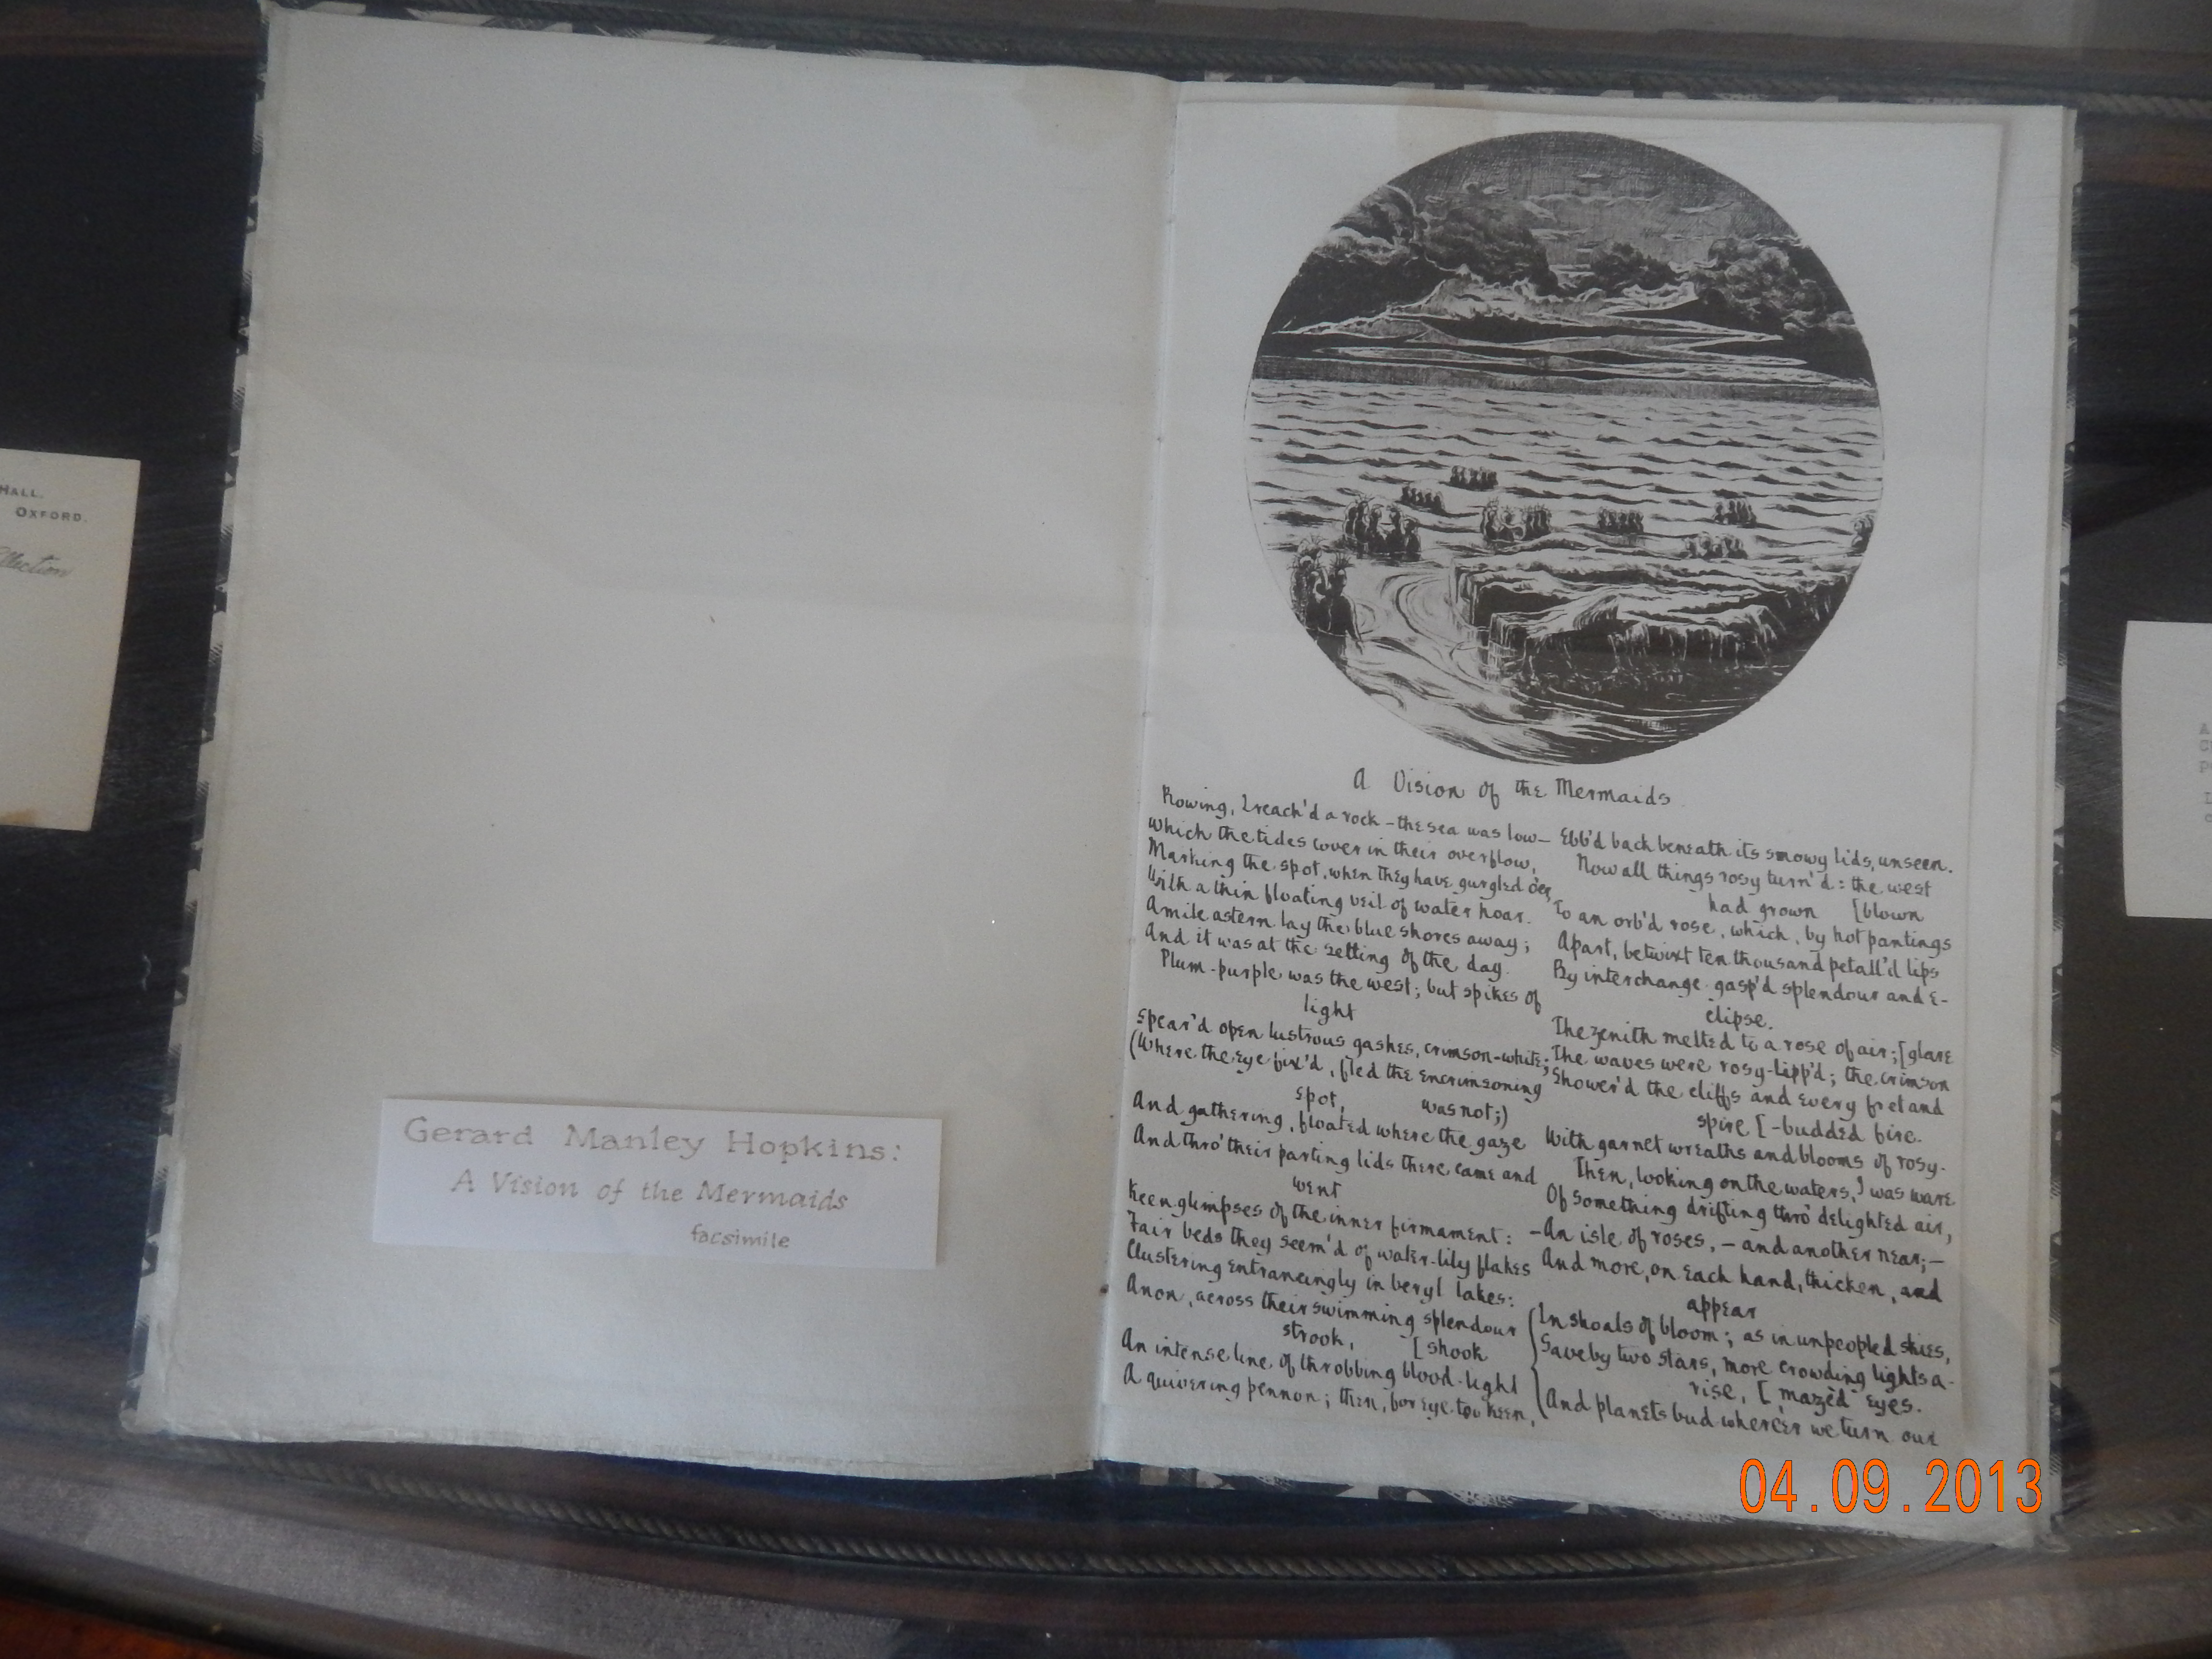 HALL.
OXFORD.
Gerard Manley Hopkins:
A Vision of the Mermaids
facsimile
A Vision of the Mermaids
Rowing, I reach'd a rock – the sea was low –
Which the tides cover in their overflow,
Marking the spot, when they have gurgled o'er,
With a thin floating veil of water hoar.
A mile astern lay the blue shores away;
And it was at the setting of the day.
Plum-purple was the west; but spikes of
light
Spear'd open lustrous gashes, crimson-white;
(Where the eye fix'd, fled the encrimsoning
spot,
And gathering, floated where the gaze
was not;)
And thro' their parting lids there came and
went
Keen glimpses of the inner firmament:
Fair beds they seem'd of water-lily flakes
Clustering entrancingly in beryl lakes:
Anon, across their swimming splendour
strook,
An intense line of throbbing blood-light
[shook
A quivering pennon; then, for eye too keen,
Ebb'd back beneath its snowy lids, unseen.
Now all things rosy turn'd: the west
had grown
To an orb'd rose, which, by hot pantings
[blown
Apart, betwixt ten thousand petall'd lips
By interchange gasp'd splendour and e-
clipse.
The zenith melted to a rose of air;
The waves were rosy-lipp'd; the crimson
[glare
Shower'd the cliffs and every fret and
spire
With garnet wreaths and blooms of rosy-
[-budded fire.
Then, looking on the waters, I was ware
Of something drifting thro' delighted air,
– An isle of roses, – and another near; –
And more, on each hand, thicken, and
appear
In shoals of bloom; as in unpeopled skies,
Save by two stars, more crowding lights a-
rise,
And planets bud where'er we turn our
[mazèd eyes.
04.09.2013